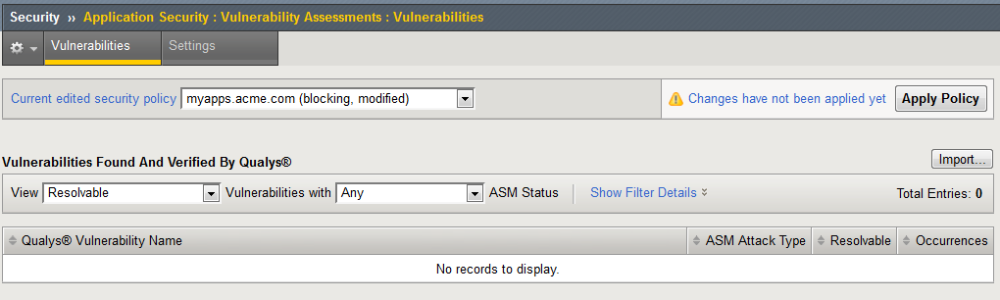 Security ›› Application Security : Vulnerability Assessments : Vulnerabilities
Vulnerabilities Settings
Current edited security policy myapps.acme.com (blocking, modified) Changes have not been applied yet Apply Policy
Vulnerabilities Found And Verified By Qualys® Import...
View Resolvable Vulnerabilities with Any ASM Status Show Filter Details Total Entries: 0
Qualys® Vulnerability Name ASM Attack Type Resolvable Occurrences
No records to display.